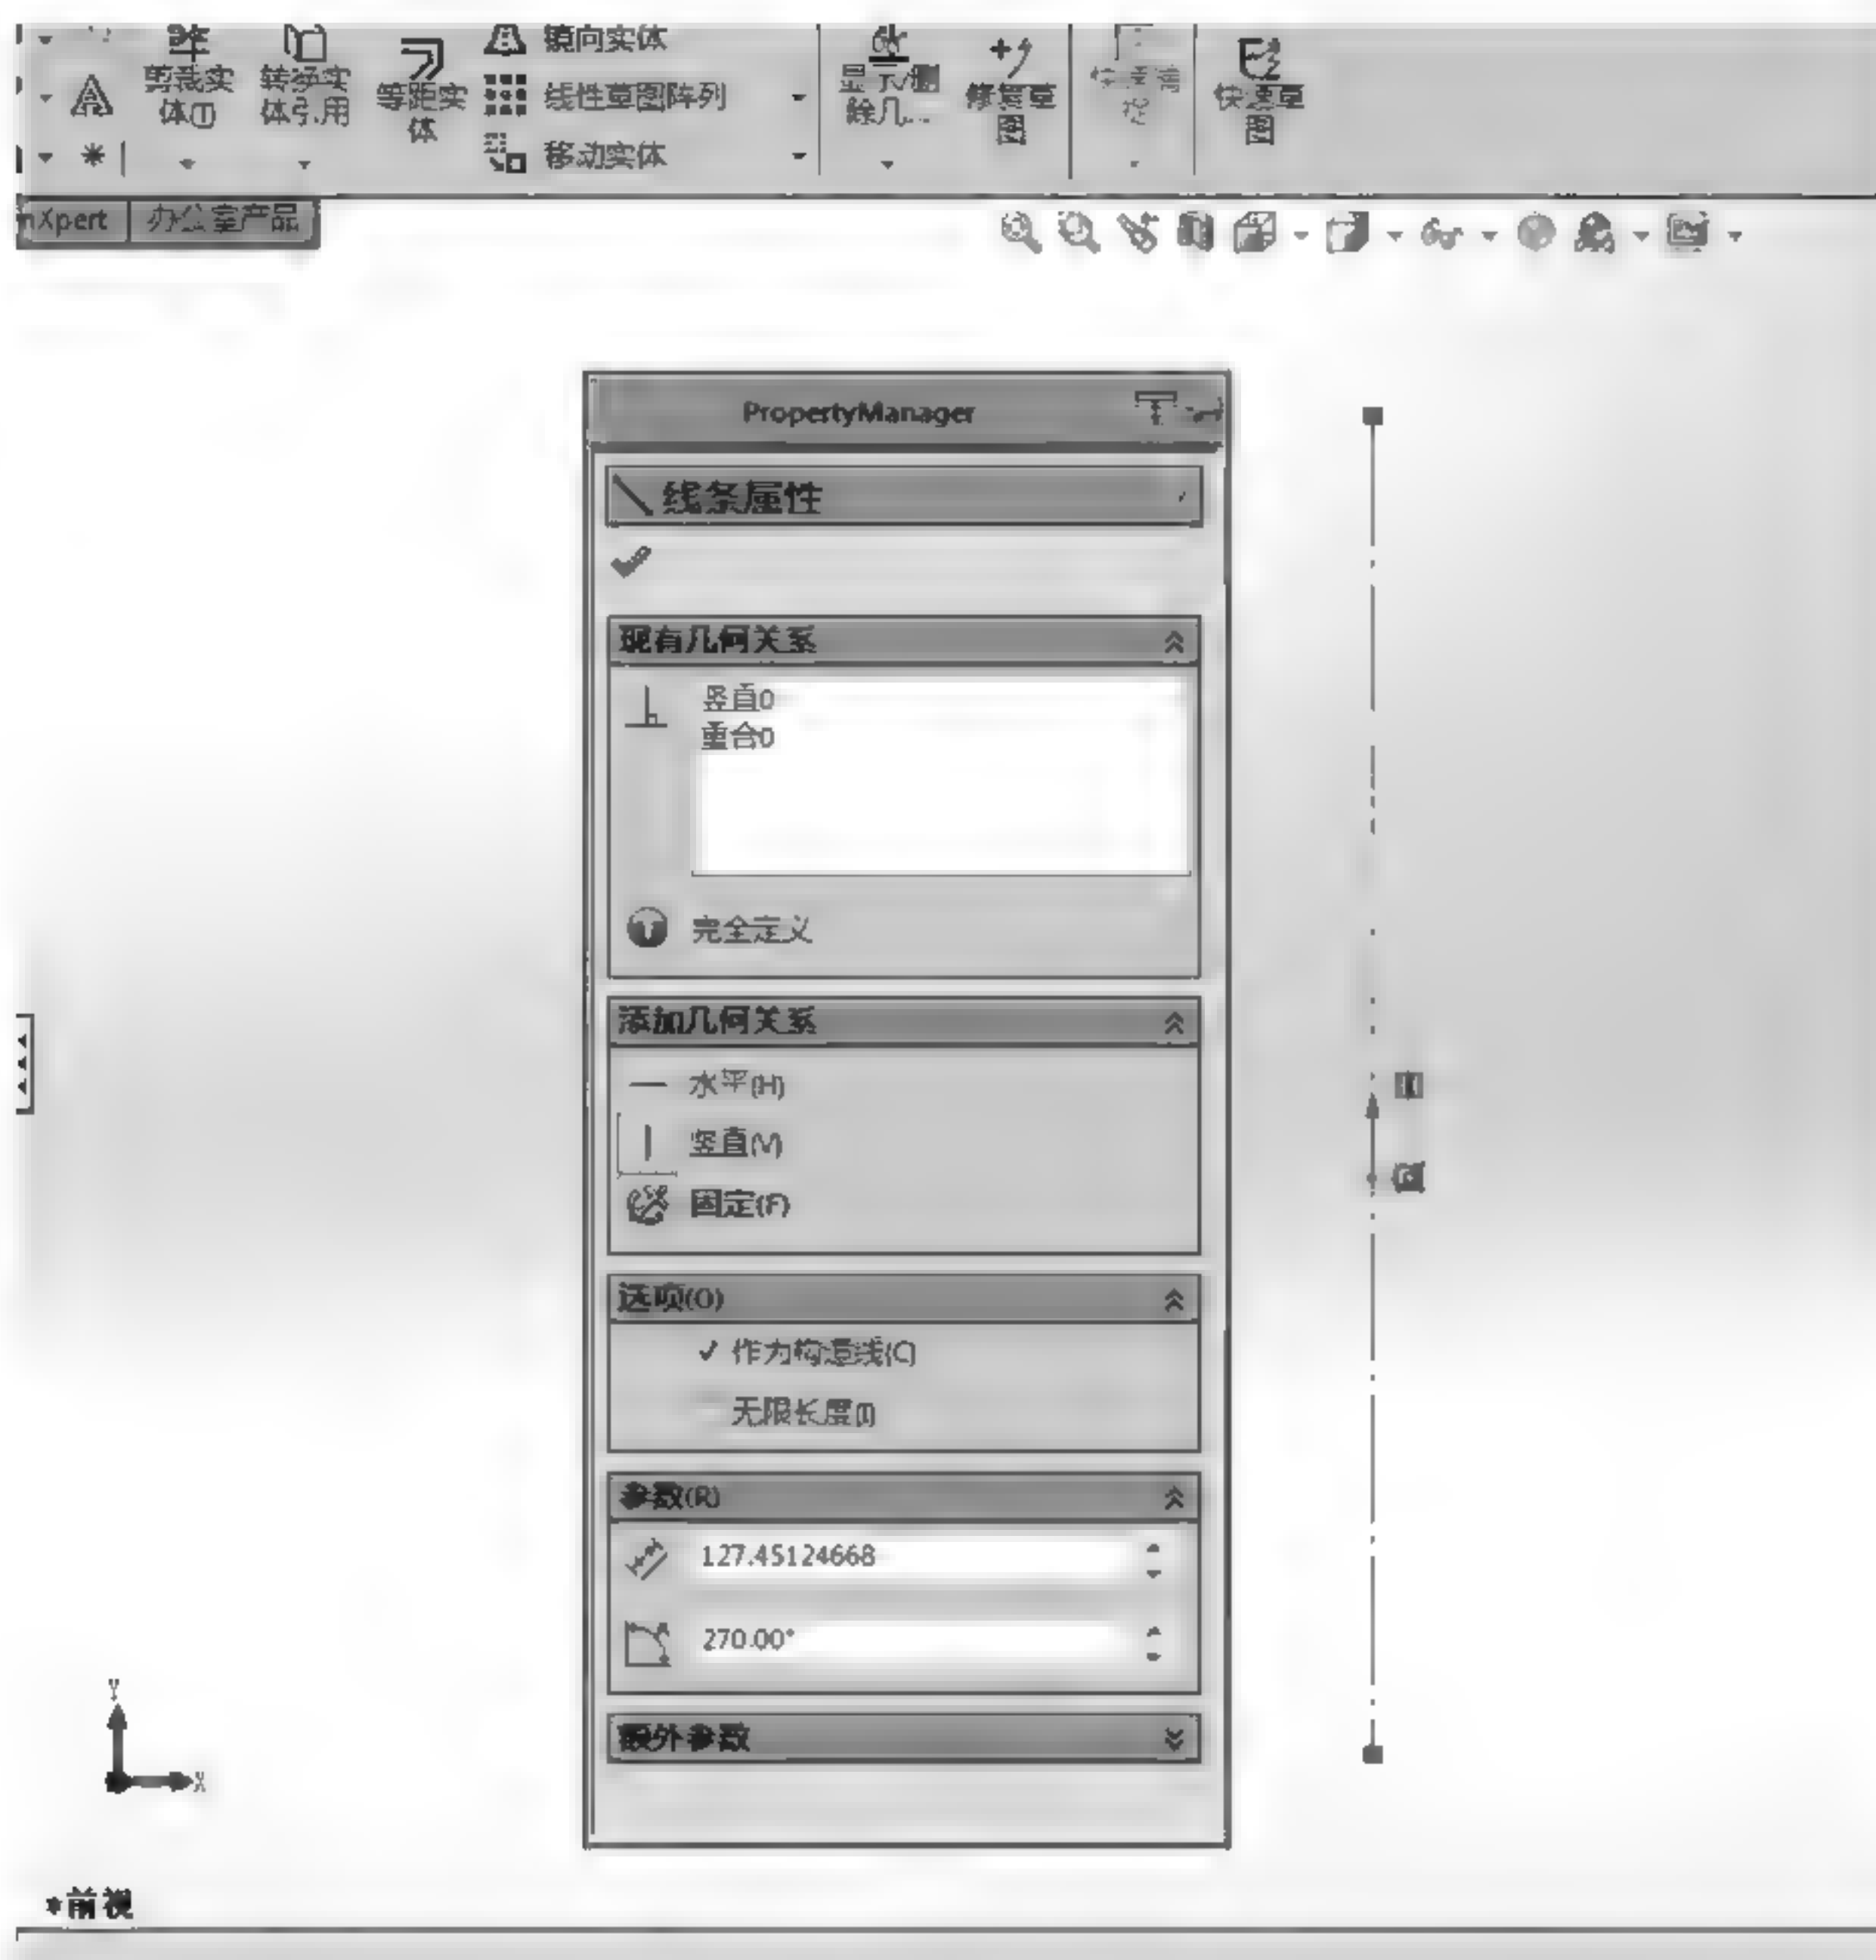 镜向实体
剪裁实体(T)
转换实体引用
等距实体
线性草图阵列
显示/删除几...
修复草图
快速草图
移动实体
nXpert
办公室产品
PropertyManager
线条属性
现有几何关系
竖直0
重合0
完全定义
添加几何关系
水平(H)
竖直(V)
固定(F)
选项(O)
作为构造线(C)
无限长度(I)
参数(R)
127.45124668
270.00°
额外参数
Y
X
*前视